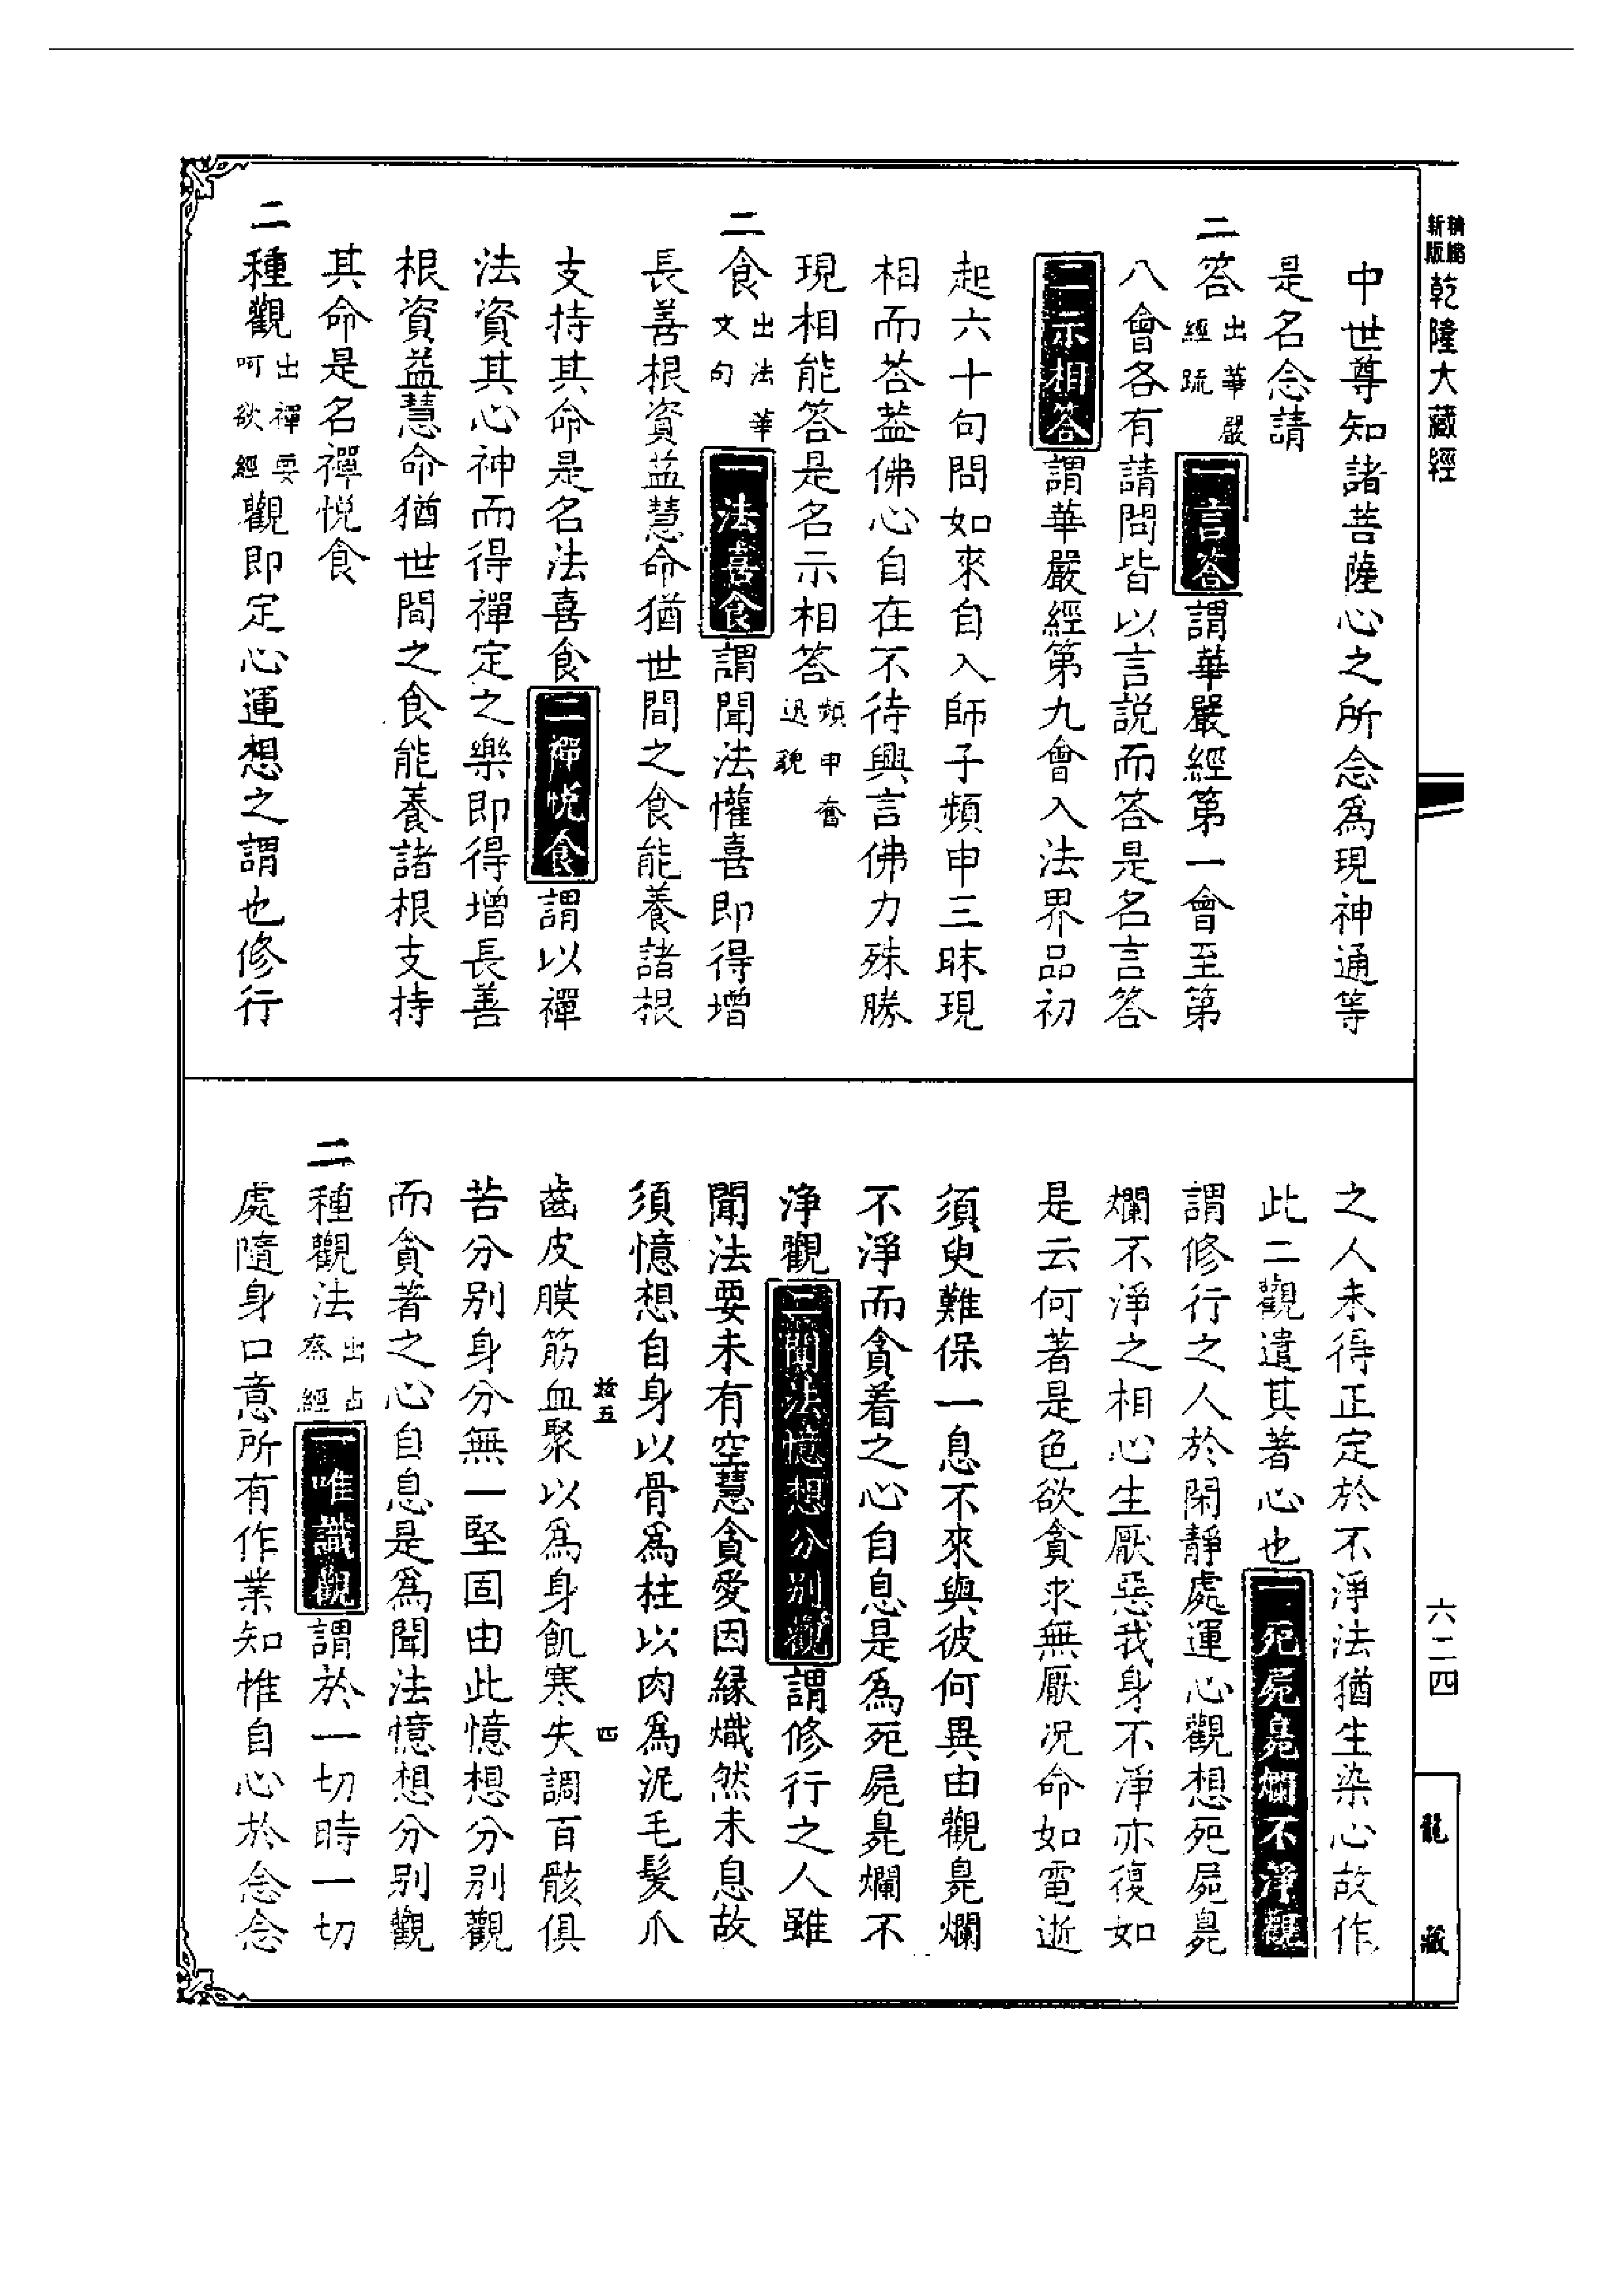 精縮新版乾隆大藏經
中世尊知諸菩薩心之所念為現神通等
是名念請
二答出華嚴經疏一言答謂華嚴經第一會至第
八會各有請問皆以言說而答是名言答
二示相答謂華嚴經第九會入法界品初
起六十句問如來自入師子頻申三昧現
相而答葢佛心自在不待興言佛力殊勝
現相能答是名示相答頻申奮迅貌
二食出法華文句一法喜食謂聞法懽喜即得增
長善根資益慧命猶世間之食能養諸根
支持其命是名法喜食二禪悅食謂以禪
法資其心神而得禪定之樂即得增長善
根資益慧命猶世間之食能養諸根支持
其命是名禪悅食
二種觀出禪要呵欲經觀即定心運想之謂也修行
之人未得正定於不淨法猶生染心故作
此二觀遣其著心也一死屍臭爛不淨觀
謂修行之人於閑靜處運心觀想死屍臭
爛不淨之相心生厭惡我身不淨亦復如
是云何著是色欲貪求無厭況命如電逝
須臾難保一息不來與彼何異由觀臭爛
不淨而貪着之心自息是為死屍臭爛不
淨觀二聞法憶想分別觀謂修行之人雖
聞法要未有空慧貪愛因緣熾然未息故
須憶想自身以骨為柱以肉為泥毛髮爪
齒皮膜筋血聚以為身飢寒失調百骸俱
苦分別身分無一堅固由此憶想分別觀
而貪著之心自息是為聞法憶想分別觀
二種觀法出占察經一唯識觀謂於一切時一切
處隨身口意所有作業知惟自心於念念
六二四
龍藏